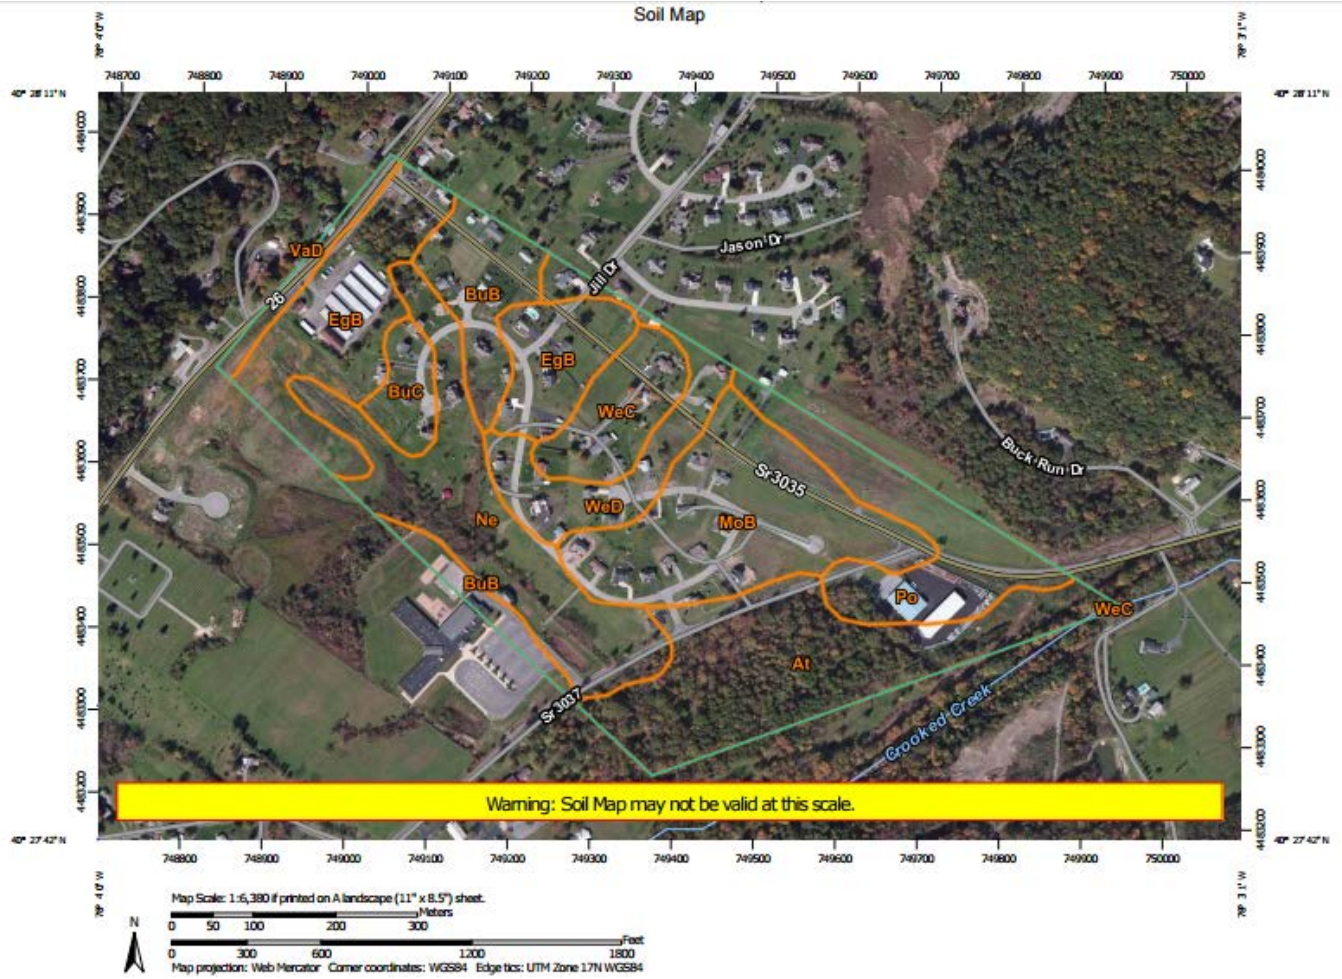 Soil Map
78° 4' 0" W
78° 3' 1" W
748700 748800 748900 749000 749100 749200 749300 749400 749500 749600 749700 749800 749900 750000
40° 28' 11" N
40° 28' 11" N
Jason Dr
Jill Dr
VaD
26
BuB
EgB
EgB
BuC
WeC
Buck Run Dr
Sr 3035
WeD
Ne
MoB
BuB
Po
WeC
At
Sr 3037
Crooked Creek
Warning: Soil Map may not be valid at this scale.
40° 27' 42" N
40° 27' 42" N
748800 748900 749000 749100 749200 749300 749400 749500 749600 749700 749800 749900 750000
78° 4' 0" W
78° 3' 1" W
Map Scale: 1:6,380 if printed on A landscape (11" x 8.5") sheet.
Meters
0 50 100 200 300
Feet
0 300 600 1200 1800
N
Map projection: Web Mercator Corner coordinates: WGS84 Edge tics: UTM Zone 17N WGS84